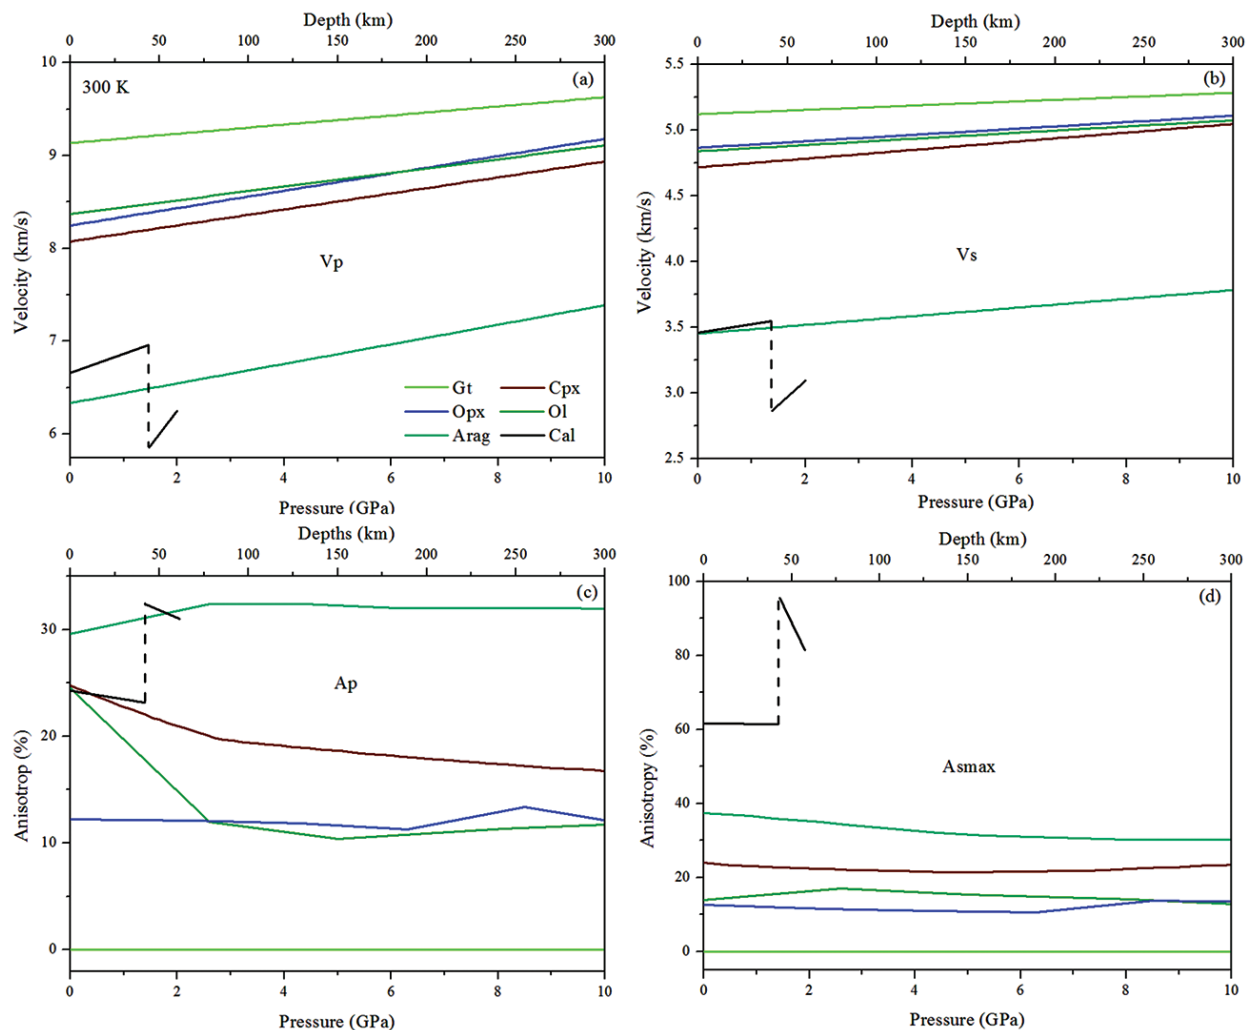 Depth (km)
0 50 100 150 200 250 300
10
9
8
7
6
Velocity (km/s)
300 K
(a)
Vp
Gt Cpx
Opx Ol
Arag Cal
0 2 4 6 8 10
Pressure (GPa)
Depth (km)
0 50 100 150 200 250 300
5.5
5.0
4.5
4.0
3.5
3.0
2.5
Velocity (km/s)
(b)
Vs
0 2 4 6 8 10
Pressure (GPa)
Depths (km)
0 50 100 150 200 250 300
30
20
10
0
Anisotrop (%)
(c)
Ap
0 2 4 6 8 10
Pressure (GPa)
Depth (km)
0 50 100 150 200 250 300
100
80
60
40
20
0
Anisotropy (%)
(d)
Asmax
0 2 4 6 8 10
Pressure (GPa)